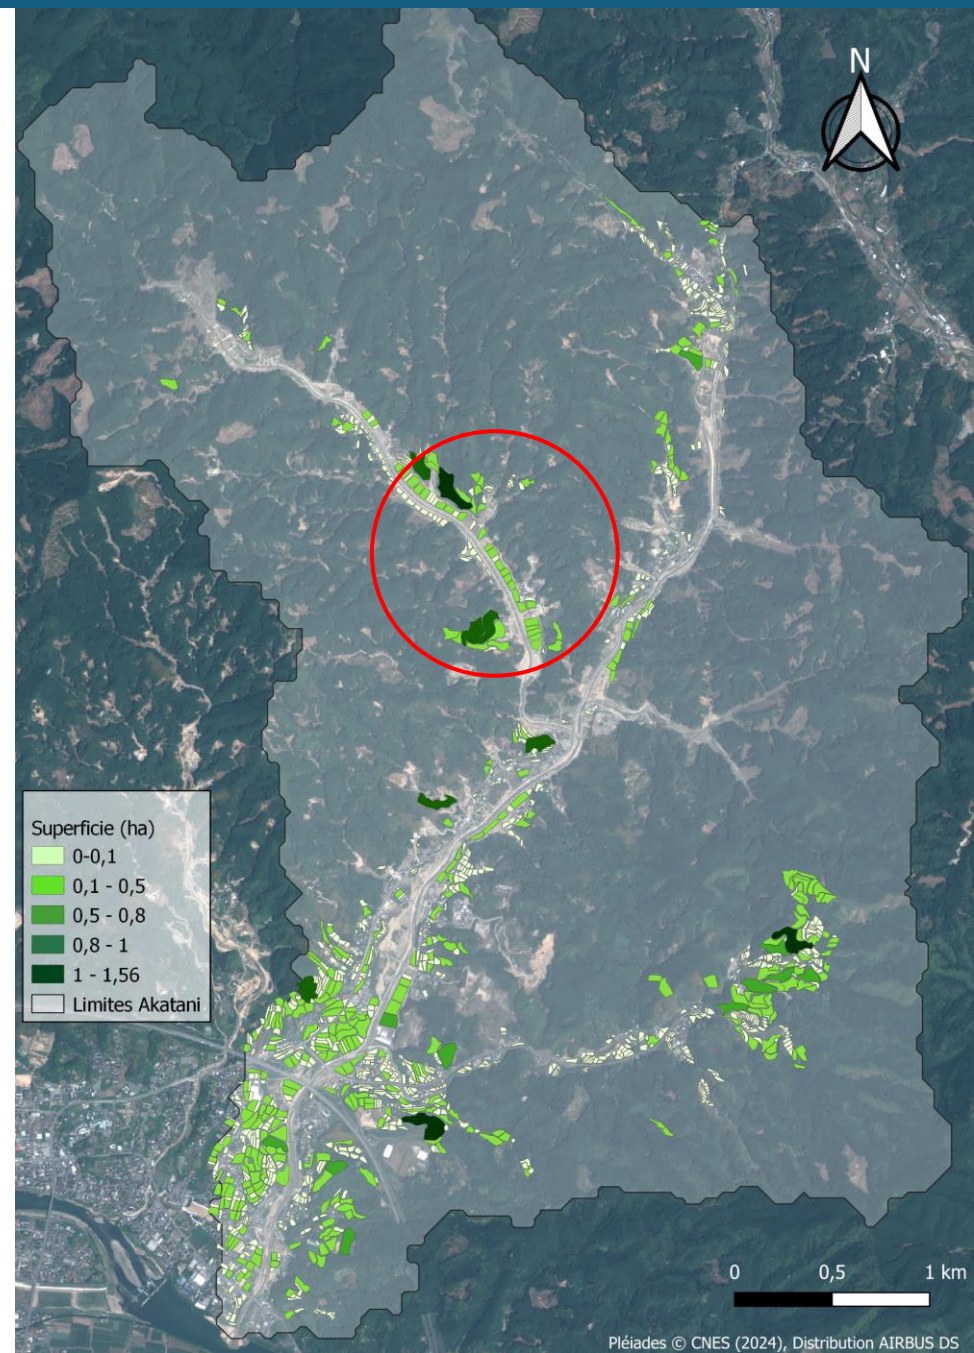 N
Superficie (ha)
0-0,1
0,1 - 0,5
0,5 - 0,8
0,8 - 1
1 - 1,56
Limites Akatani
0 0,5 1 km
Pléiades © CNES (2024), Distribution AIRBUS DS